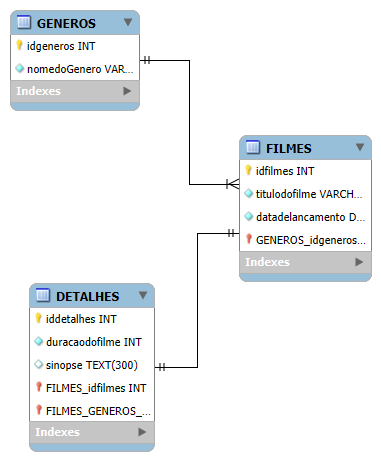 GENEROS
idgeneros INT
nomedoGenero VAR...
Indexes
FILMES
idfilmes INT
titulodofilme VARCH...
datadelancamento D...
GENEROS_idgeneros...
Indexes
DETALHES
iddetalhes INT
duracaodofilme INT
sinopse TEXT(300)
FILMES_idfilmes INT
FILMES_GENEROS_...
Indexes